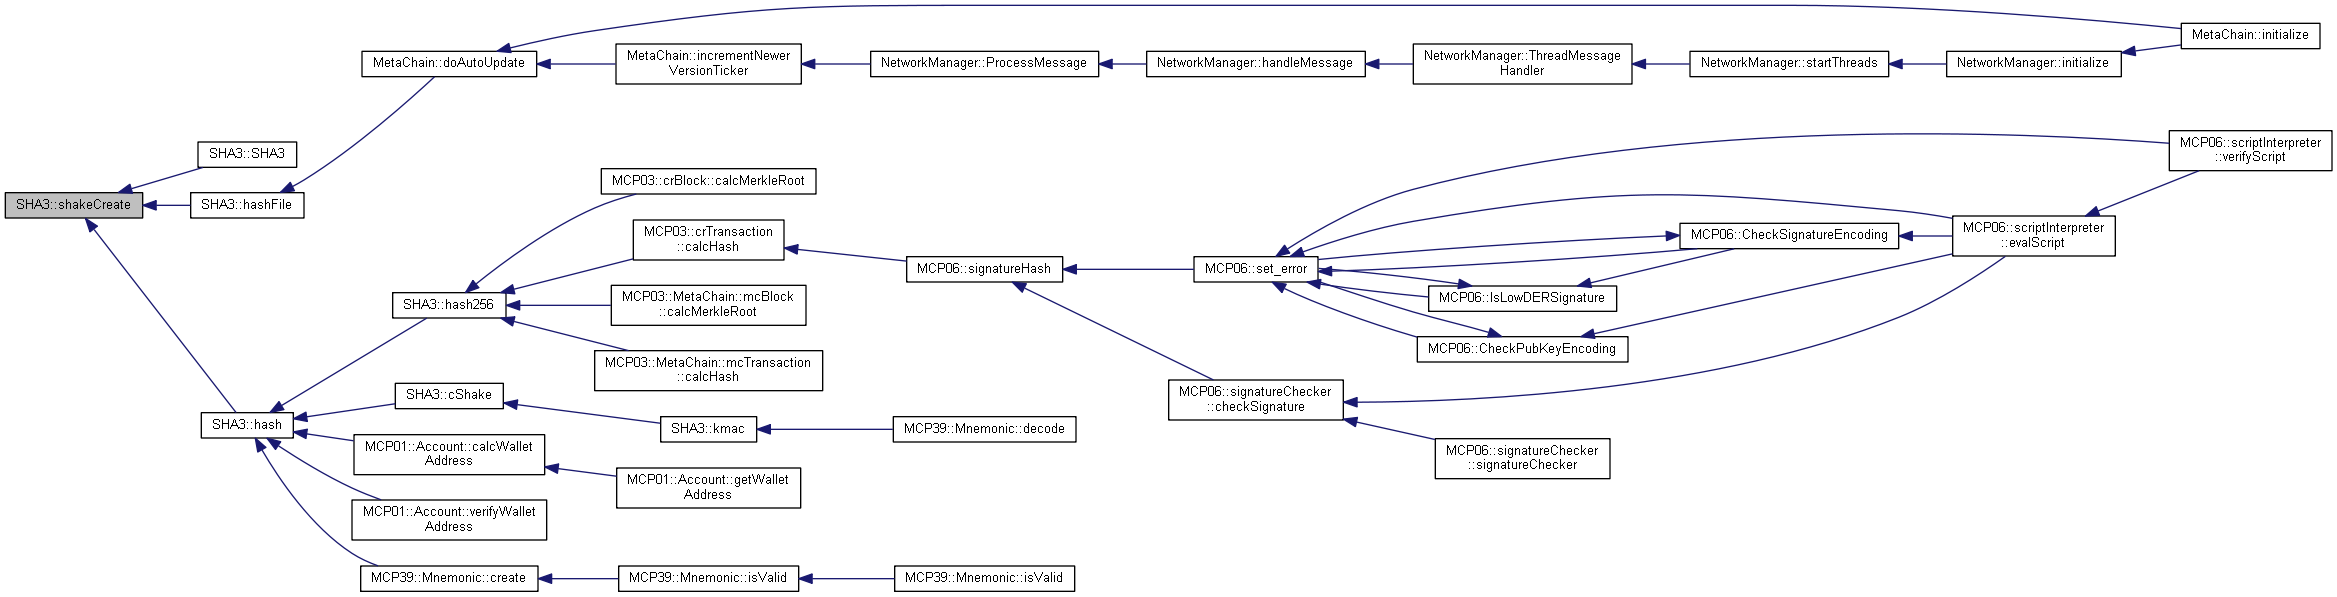 MetaChain::initialize
MetaChain::doAutoUpdate
MetaChain::incrementNewer
VersionTicker
NetworkManager::ProcessMessage
NetworkManager::handleMessage
NetworkManager::ThreadMessage
Handler
NetworkManager::startThreads
NetworkManager::initialize
SHA3::SHA3
SHA3::shakeCreate
SHA3::hashFile
MCP03::crBlock::calcMerkleRoot
MCP03::crTransaction
::calcHash
SHA3::hash256
MCP03::MetaChain::mcBlock
::calcMerkleRoot
MCP03::MetaChain::mcTransaction
::calcHash
MCP06::signatureHash
MCP06::set_error
MCP06::CheckSignatureEncoding
MCP06::IsLowDERSignature
MCP06::CheckPubKeyEncoding
MCP06::scriptInterpreter
::evalScript
MCP06::scriptInterpreter
::verifyScript
MCP06::signatureChecker
::checkSignature
MCP06::signatureChecker
::signatureChecker
SHA3::hash
SHA3::cShake
SHA3::kmac
MCP39::Mnemonic::decode
MCP01::Account::calcWallet
Address
MCP01::Account::getWallet
Address
MCP01::Account::verifyWallet
Address
MCP39::Mnemonic::create
MCP39::Mnemonic::isValid
MCP39::Mnemonic::isValid